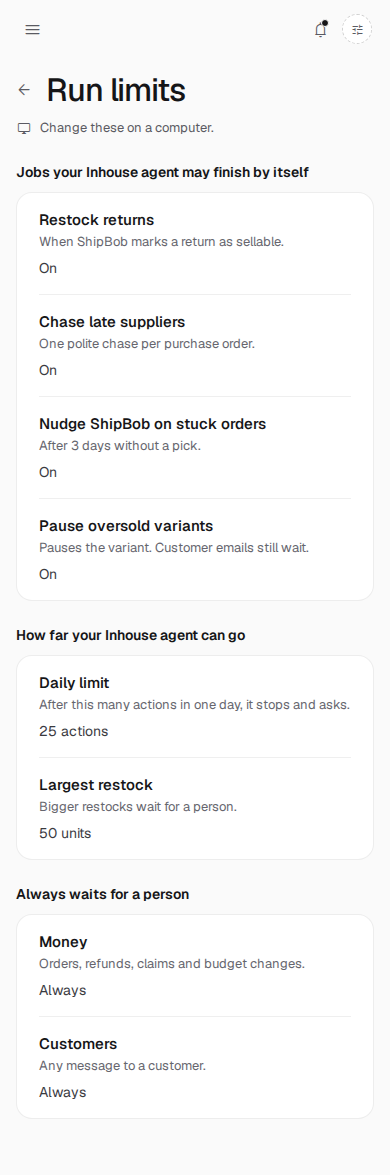 Run limits
Change these on a computer.
Jobs your Inhouse agent may finish by itself
Restock returns
When ShipBob marks a return as sellable.
On
Chase late suppliers
One polite chase per purchase order.
On
Nudge ShipBob on stuck orders
After 3 days without a pick.
On
Pause oversold variants
Pauses the variant. Customer emails still wait.
On
How far your Inhouse agent can go
Daily limit
After this many actions in one day, it stops and asks.
25 actions
Largest restock
Bigger restocks wait for a person.
50 units
Always waits for a person
Money
Orders, refunds, claims and budget changes.
Always
Customers
Any message to a customer.
Always